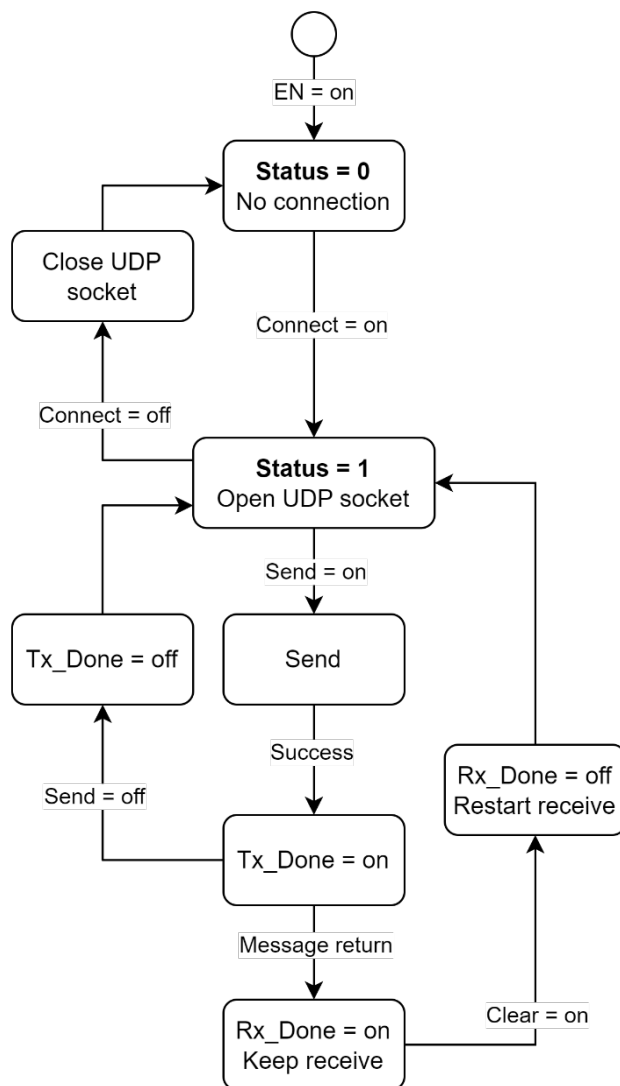 EN = on
Status = 0
No connection
Close UDP
socket
Connect = on
Connect = off
Status = 1
Open UDP socket
Send = on
Tx_Done = off
Send
Success
Send = off
Rx_Done = off
Restart receive
Tx_Done = on
Message return
Rx_Done = on
Keep receive
Clear = on